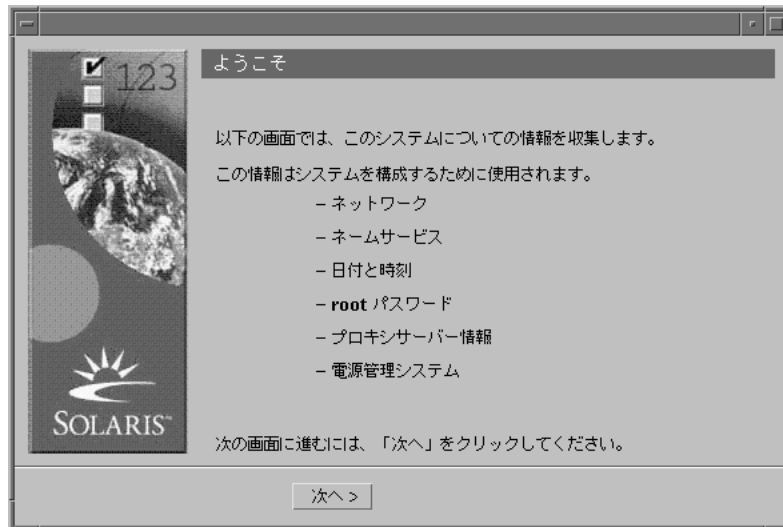 123
ようこそ
以下の画面では、このシステムについての情報を収集します。
この情報はシステムを構成するために使用されます。
– ネットワーク
– ネームサービス
– 日付と時刻
– root パスワード
– プロキシサーバー情報
– 電源管理システム
SOLARIS™
次の画面に進むには、「次へ」をクリックしてください。
次へ >